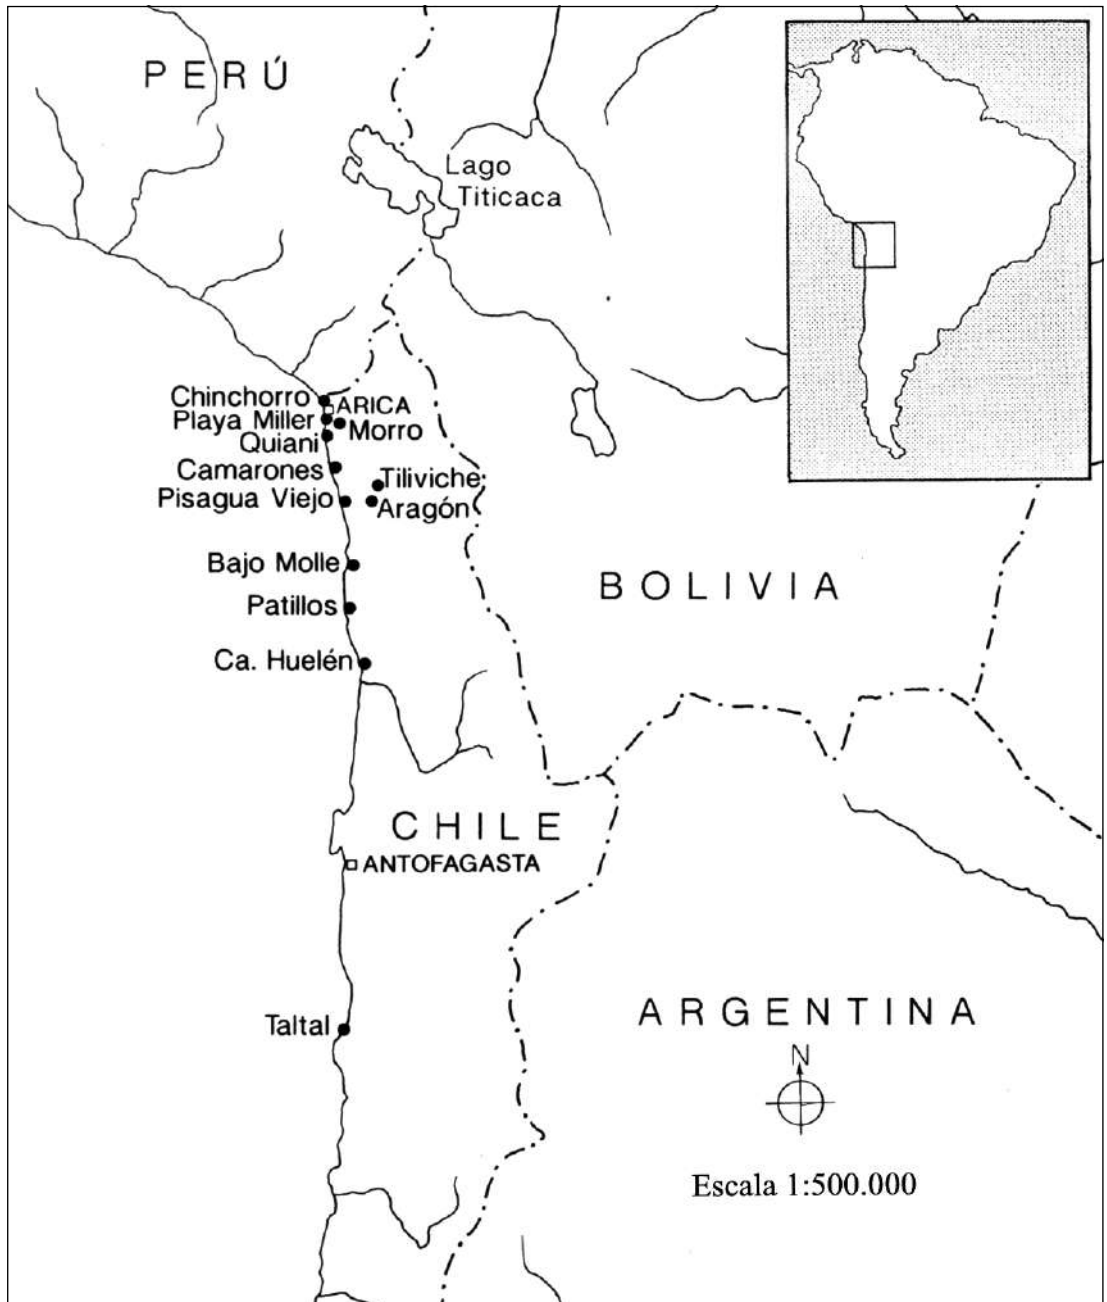 PERÚ
Lago
Titicaca
Chinchorro
ARICA
Playa Miller
Morro
Quiani
Camarones
Tiliviche
Pisagua Viejo
Aragón
Bajo Molle
BOLIVIA
Patillos
Ca. Huelén
CHILE
ANTOFAGASTA
ARGENTINA
Taltal
N
Escala 1:500.000